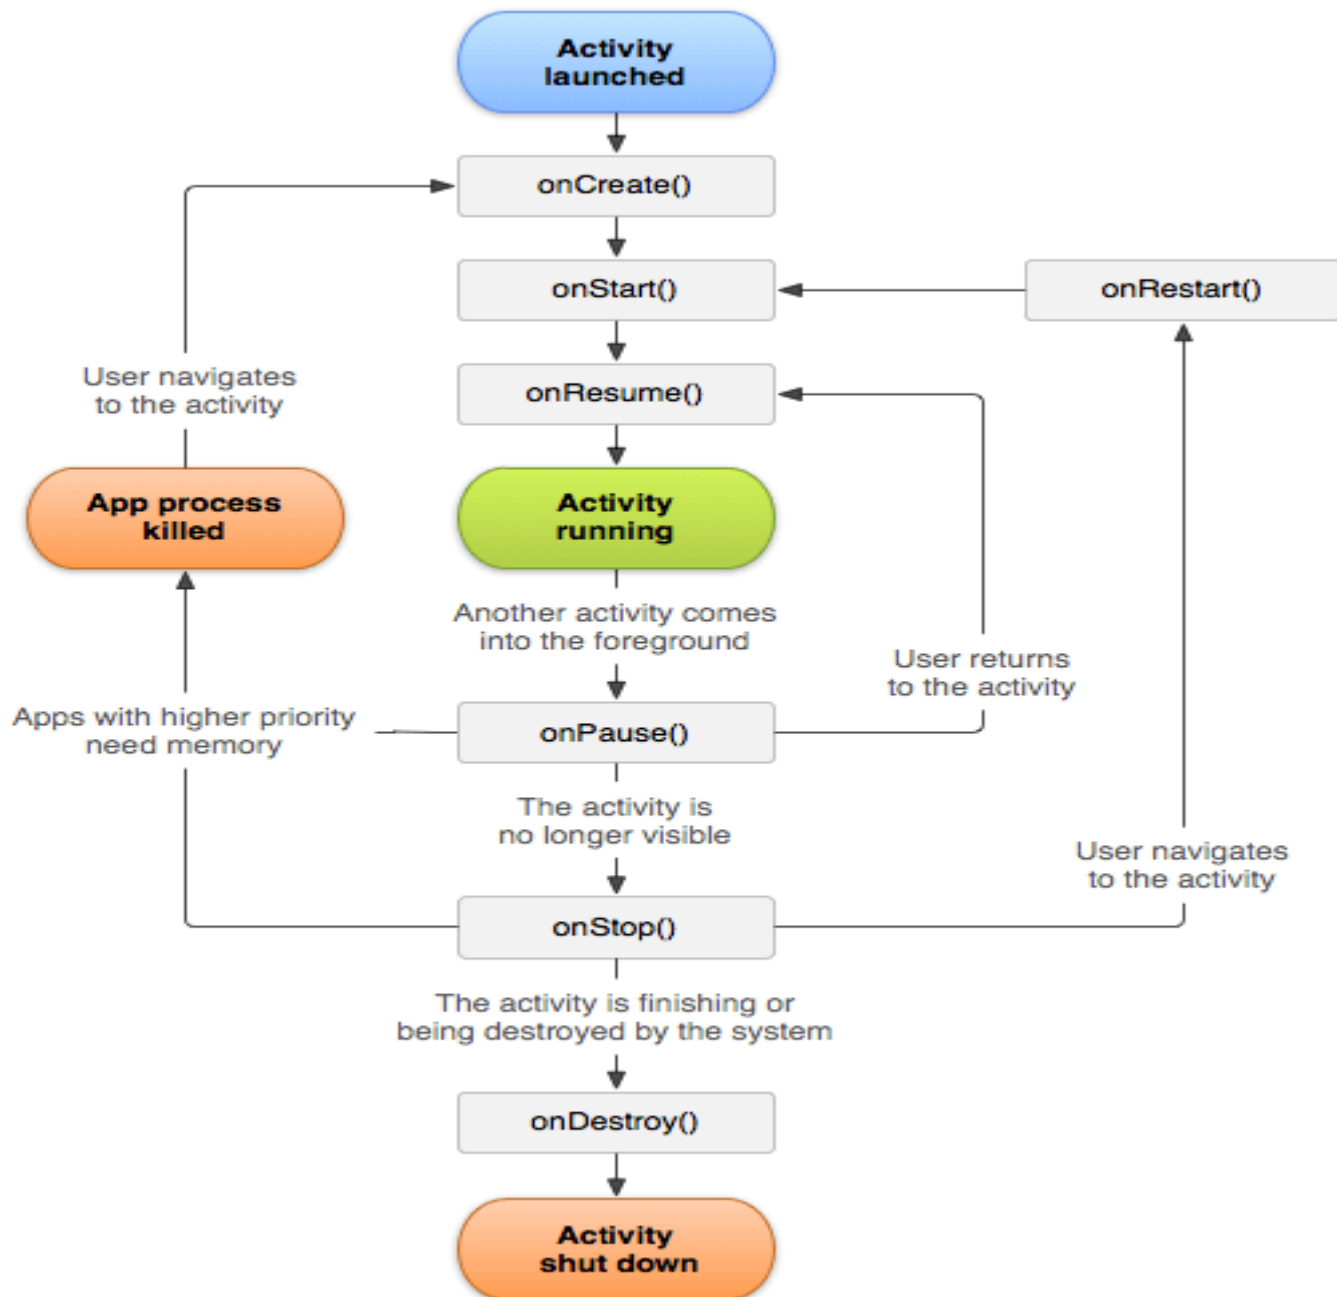 Activity
launched
onCreate()
onStart()
onRestart()
User navigates
to the activity
onResume()
App process
killed
Activity
running
Another activity comes
into the foreground
User returns
to the activity
Apps with higher priority
need memory
onPause()
The activity is
no longer visible
User navigates
to the activity
onStop()
The activity is finishing or
being destroyed by the system
onDestroy()
Activity
shut down